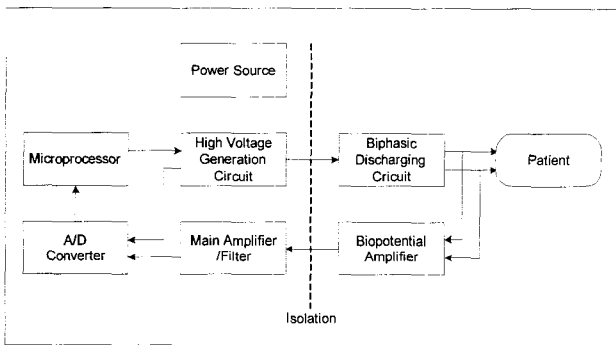 Power Source
Microprocessor
High Voltage
Generation
Circuit
Biphasic
Discharging
Cricuit
Patient
A/D
Converter
Main Amplifier
/Filter
Biopotential
Amplifier
Isolation